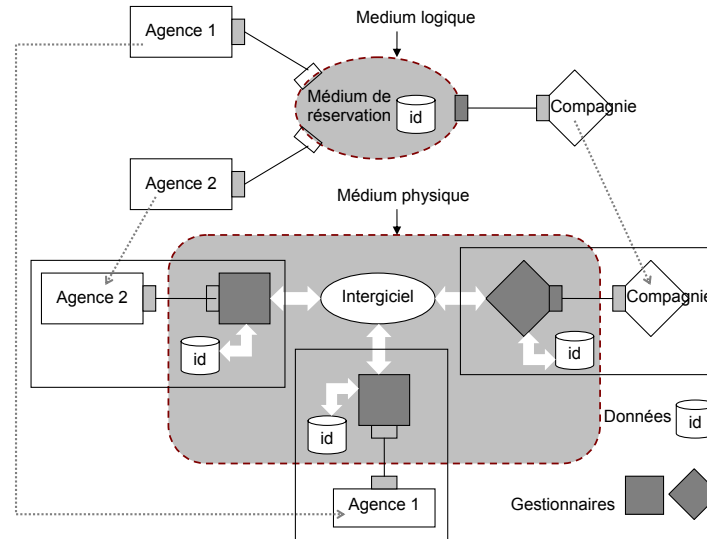 Agence 1
Medium logique
Médium de
réservation
id
Compagnie
Agence 2
Médium physique
Agence 2
Intergiciel
Compagnie
id
id
id
Données
id
Agence 1
Gestionnaires